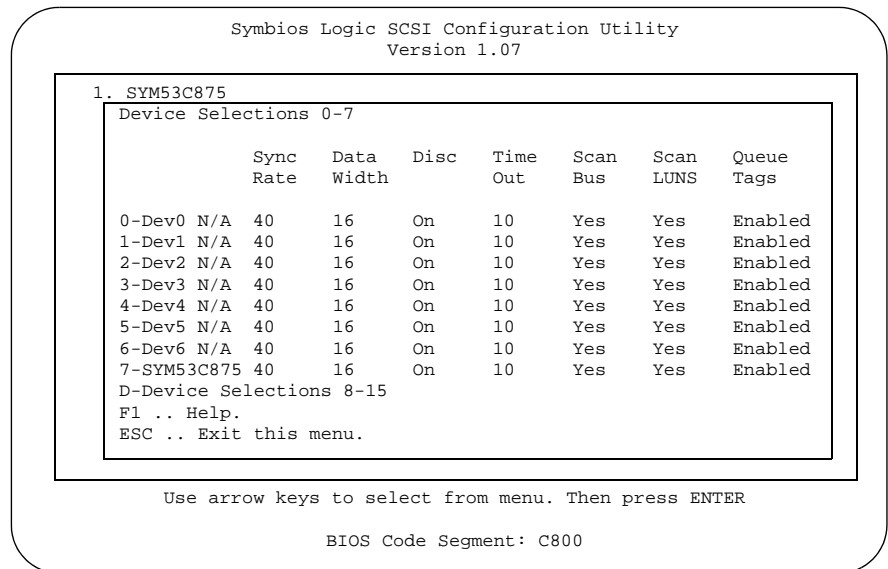 Symbios Logic SCSI Configuration Utility
Version 1.07
1. SYM53C875
Device Selections 0-7
Sync Data Disc Time Scan Scan Queue
Rate Width Out Bus LUNS Tags
0-Dev0 N/A 40 16 On 10 Yes Yes Enabled
1-Dev1 N/A 40 16 On 10 Yes Yes Enabled
2-Dev2 N/A 40 16 On 10 Yes Yes Enabled
3-Dev3 N/A 40 16 On 10 Yes Yes Enabled
4-Dev4 N/A 40 16 On 10 Yes Yes Enabled
5-Dev5 N/A 40 16 On 10 Yes Yes Enabled
6-Dev6 N/A 40 16 On 10 Yes Yes Enabled
7-SYM53C875 40 16 On 10 Yes Yes Enabled
D-Device Selections 8-15
F1 .. Help.
ESC .. Exit this menu.
Use arrow keys to select from menu. Then press ENTER
BIOS Code Segment: C800